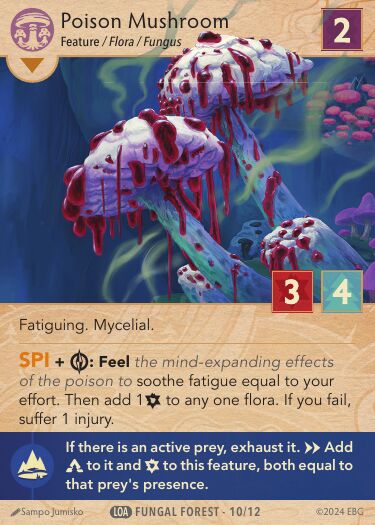 Poison Mushroom
Feature / Flora / Fungus
2
3
4
Fatiguing. Mycelial.
SPI + : Feel the mind-expanding effects
of the poison to soothe fatigue equal to your
effort. Then add 1 to any one flora. If you fail,
suffer 1 injury.
If there is an active prey, exhaust it. Add
to it and to this feature, both equal to
that prey's presence.
Sampo Jumisko
LOA FUNGAL FOREST - 10/12
©2024 EBG